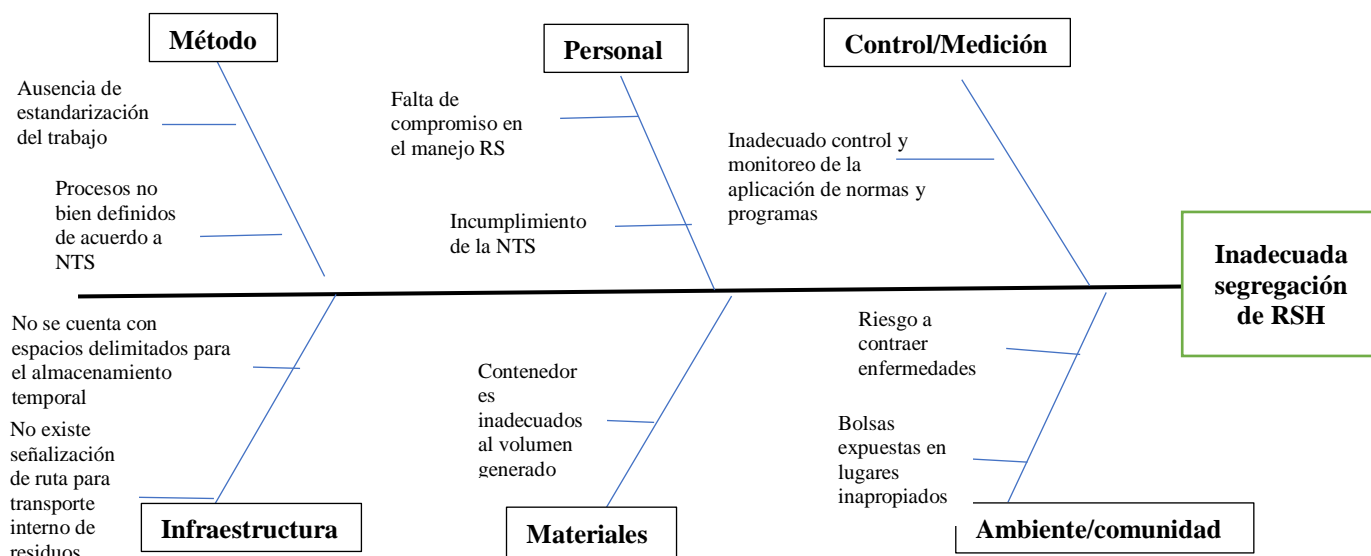 Método
Personal
Control/Medición
Ausencia de
estandarización
del trabajo
Falta de
compromiso en
el manejo RS
Inadecuado control y
monitoreo de la
aplicación de normas y
programas
Procesos no
bien definidos
de acuerdo a
NTS
Incumplimiento
de la NTS
Inadecuada
segregación
de RSH
No se cuenta con
espacios delimitados para
el almacenamiento
temporal
Contenedor
es
inadecuados
al volumen
generado
Riesgo a
contraer
enfermedades
No existe
señalización
de ruta para
transporte
interno de
residuos
Bolsas
expuestas en
lugares
inapropiados
Infraestructura
Materiales
Ambiente/comunidad